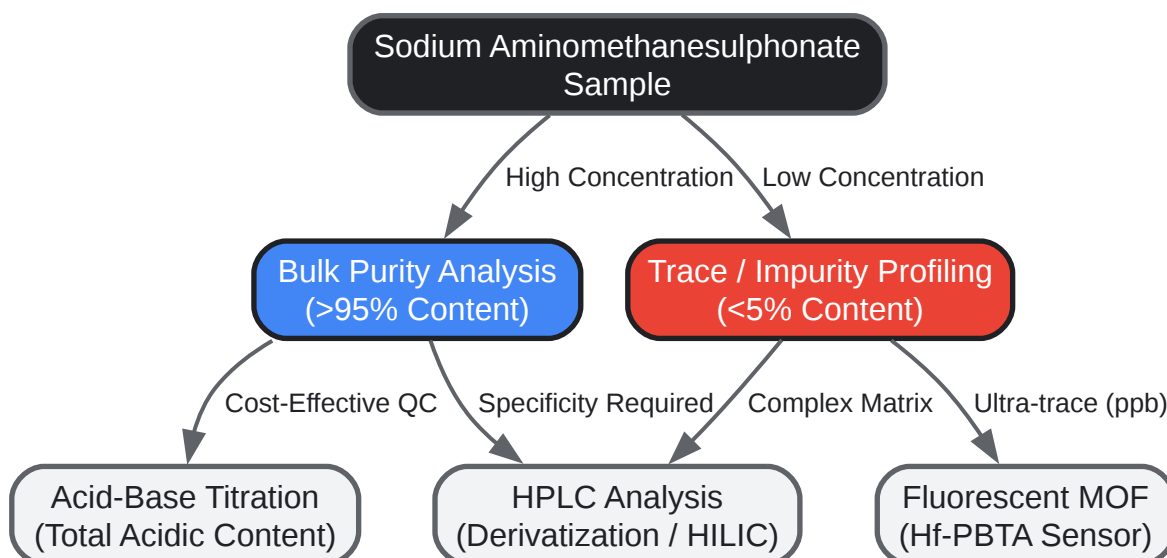 Sodium Aminomethanesulphonate
Sample
High Concentration
Low Concentration
Bulk Purity Analysis
(>95% Content)
Trace / Impurity Profiling
(<5% Content)
Cost-Effective QC
Specificity Required
Complex Matrix
Ultra-trace (ppb)
Acid-Base Titration
(Total Acidic Content)
HPLC Analysis
(Derivatization / HILIC)
Fluorescent MOF
(Hf-PBTA Sensor)